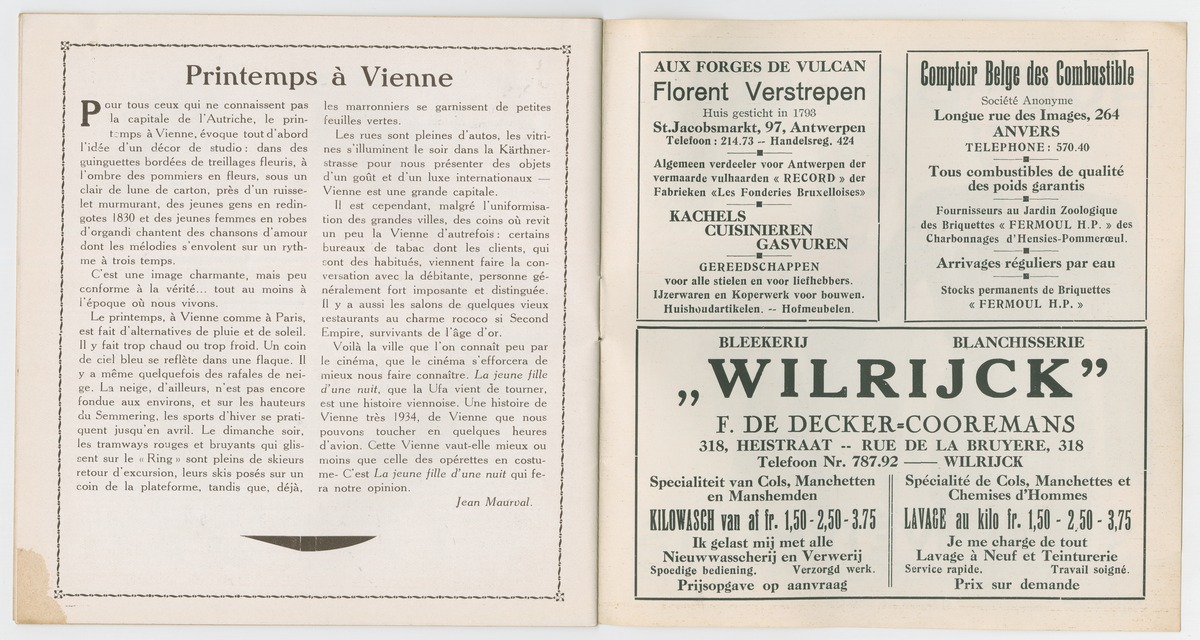 Printemps à Vienne
Pour tous ceux qui ne connaissent pas
la capitale de l'Autriche, le prin-
temps à Vienne, évoque tout d'abord
l'idée d'un décor de studio : dans des
guinguettes bordées de treillages fleuris, à
l'ombre des pommiers en fleurs, sous un
clair de lune de carton, près d'un ruisse-
let murmurant, des jeunes gens en redin-
gotes 1830 et des jeunes femmes en robes
d'organdi chantent des chansons d'amour
dont les mélodies s'envolent sur un ryth-
me à trois temps.
C'est une image charmante, mais peu
conforme à la vérité... tout au moins à
l'époque où nous vivons.
Le printemps, à Vienne comme à Paris,
est fait d'alternatives de pluie et de soleil.
Il y fait trop chaud ou trop froid. Un coin
de ciel bleu se reflète dans une flaque. Il
y a même quelquefois des rafales de nei-
ge. La neige, d'ailleurs, n'est pas encore
fondue aux environs, et sur les hauteurs
du Semmering, les sports d'hiver se prati-
quent jusqu'en avril. Le dimanche soir,
les tramways rouges et bruyants qui glis-
sent sur le « Ring » sont pleins de skieurs
retour d'excursion, leurs skis posés sur un
coin de la plateforme, tandis que, déjà,
les marronniers se garnissent de petites
feuilles vertes.
Les rues sont pleines d'autos, les vitri-
nes s'illuminent le soir dans la Kärthner-
strasse pour nous présenter des objets
d'un goût et d'un luxe internationaux —
Vienne est une grande capitale.
Il est cependant, malgré l'uniformisa-
tion des grandes villes, des coins où revit
un peu la Vienne d'autrefois : certains
bureaux de tabac dont les clients, qui
sont des habitués, viennent faire la con-
versation avec la débitante, personne gé-
néralement fort imposante et distinguée.
Il y a aussi les salons de quelques vieux
restaurants au charme rococo si Second
Empire, survivants de l'âge d'or.
Voilà la ville que l'on connaît peu par
le cinéma, que le cinéma s'efforcera de
mieux nous faire connaître. La jeune fille
d'une nuit, que la Ufa vient de tourner,
est une histoire viennoise. Une histoire de
Vienne très 1934, de Vienne que nous
pouvons toucher en quelques heures
d'avion. Cette Vienne vaut-elle mieux ou
moins que celle des opérettes en costu-
me- C'est La jeune fille d'une nuit qui fe-
ra notre opinion.
Jean Maurval.
AUX FORGES DE VULCAN
Florent Verstrepen
Huis gesticht in 1793
St.Jacobsmarkt, 97, Antwerpen
Telefoon : 214.73 -- Handelsreg. 424
Algemeen verdeeler voor Antwerpen der
vermaarde vulhaarden « RECORD » der
Fabrieken «Les Fonderies Bruxelloises»
KACHELS
CUISINIEREN
GASVUREN
GEREEDSCHAPPEN
voor alle stielen en voor liefhebbers.
IJzerwaren en Koperwerk voor bouwen.
Huishoudartikelen. -- Hofmeubelen.
Comptoir Belge des Combustible
Société Anonyme
Longue rue des Images, 264
ANVERS
TELEPHONE : 570.40
Tous combustibles de qualité
des poids garantis
Fournisseurs au Jardin Zoologique
des Briquettes « FERMOUL H.P. » des
Charbonnages d'Hensies-Pommerœul.
Arrivages réguliers par eau
Stocks permanents de Briquettes
« FERMOUL H.P. »
BLEEKERIJ BLANCHISSERIE
„WILRIJCK”
F. DE DECKER=COOREMANS
318, HEISTRAAT -- RUE DE LA BRUYERE, 318
Telefoon Nr. 787.92 —— WILRIJCK
Specialiteit van Cols, Manchetten
en Manshemden
KILOWASCH van af fr. 1,50 - 2,50 - 3.75
Ik gelast mij met alle
Nieuwwasscherij en Verwerij
Spoedige bediening. Verzorgd werk.
Prijsopgave op aanvraag
Spécialité de Cols, Manchettes et
Chemises d'Hommes
LAVAGE au kilo fr. 1,50 - 2,50 - 3,75
Je me charge de tout
Lavage à Neuf et Teinturerie
Service rapide. Travail soigné.
Prix sur demande